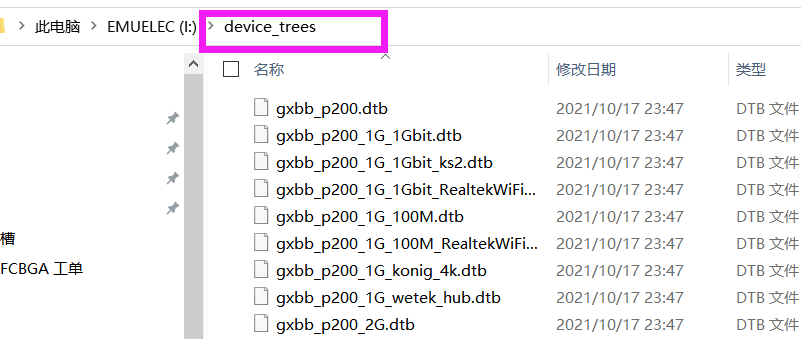 此电脑 EMUELEC (I:) device_trees
名称 修改日期 类型
gxbb_p200.dtb 2021/10/17 23:47 DTB 文件
gxbb_p200_1G_1Gbit.dtb 2021/10/17 23:47 DTB 文件
gxbb_p200_1G_1Gbit_ks2.dtb 2021/10/17 23:47 DTB 文件
gxbb_p200_1G_1Gbit_RealtekWiFi... 2021/10/17 23:47 DTB 文件
gxbb_p200_1G_100M.dtb 2021/10/17 23:47 DTB 文件
槽
gxbb_p200_1G_100M_RealtekWiFi... 2021/10/17 23:47 DTB 文件
FCBGA 工单
gxbb_p200_1G_konig_4k.dtb 2021/10/17 23:47 DTB 文件
gxbb_p200_1G_wetek_hub.dtb 2021/10/17 23:47 DTB 文件
gxbb_p200_2G.dtb 2021/10/17 23:47 DTB 文件